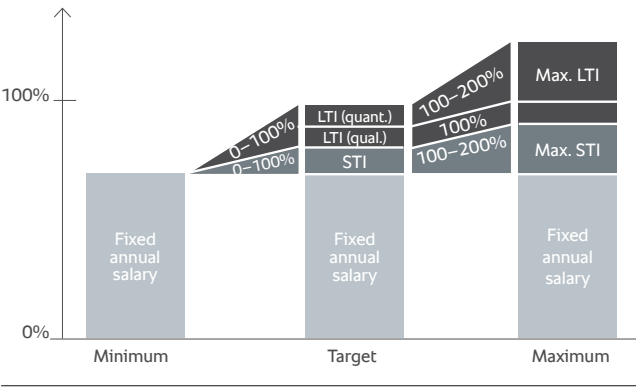 100%
0%
Fixed
annual
salary
0–100%
0–100%
LTI (quant.)
LTI (qual.)
STI
Fixed
annual
salary
100–200%
100%
100–200%
Max. LTI
Max. STI
Fixed
annual
salary
Minimum
Target
Maximum